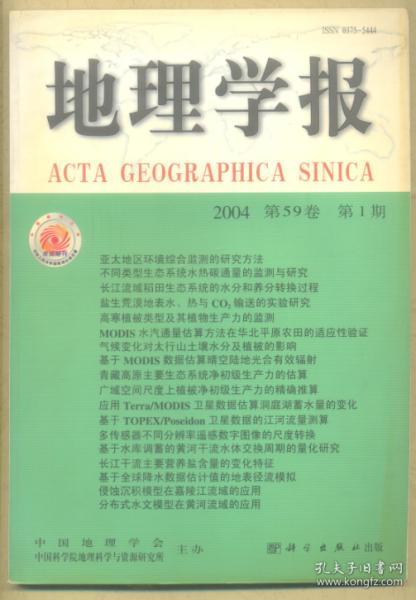 ISSN 0375-5444
地理学报
ACTA GEOGRAPHICA SINICA
2004 第59卷 第1期
亚太地区环境综合监测的研究方法
不同类型生态系统水热碳通量的监测与研究
长江流域稻田生态系统的水分和养分转换过程
盐生荒漠地表水、热与CO₂输送的实验研究
高寒植被类型及其植物生产力的监测
MODIS水汽通量估算方法在华北平原农田的适应性验证
气候变化对太行山土壤水分及植被的影响
基于MODIS数据估算晴空陆地光合有效辐射
青藏高原主要生态系统净初级生产力的估算
广域空间尺度上植被净初级生产力的精确推算
应用Terra/MODIS卫星数据估算洞庭湖蓄水量的变化
基于TOPEX/Poseidon卫星数据的江河流量测算
多传感器不同分辨率遥感数字图像的尺度转换
基于水库调蓄的黄河干流水体交换周期的量化研究
长江干流主要营养盐含量的变化特征
基于全球降水数据估计值的地表径流模拟
侵蚀沉积模型在嘉陵江流域的应用
分布式水文模型在黄河流域的应用
中国地理学会
中国科学院地理科学与资源研究所
主办
科学出版社出版
孔夫子旧书网
kongfz.com